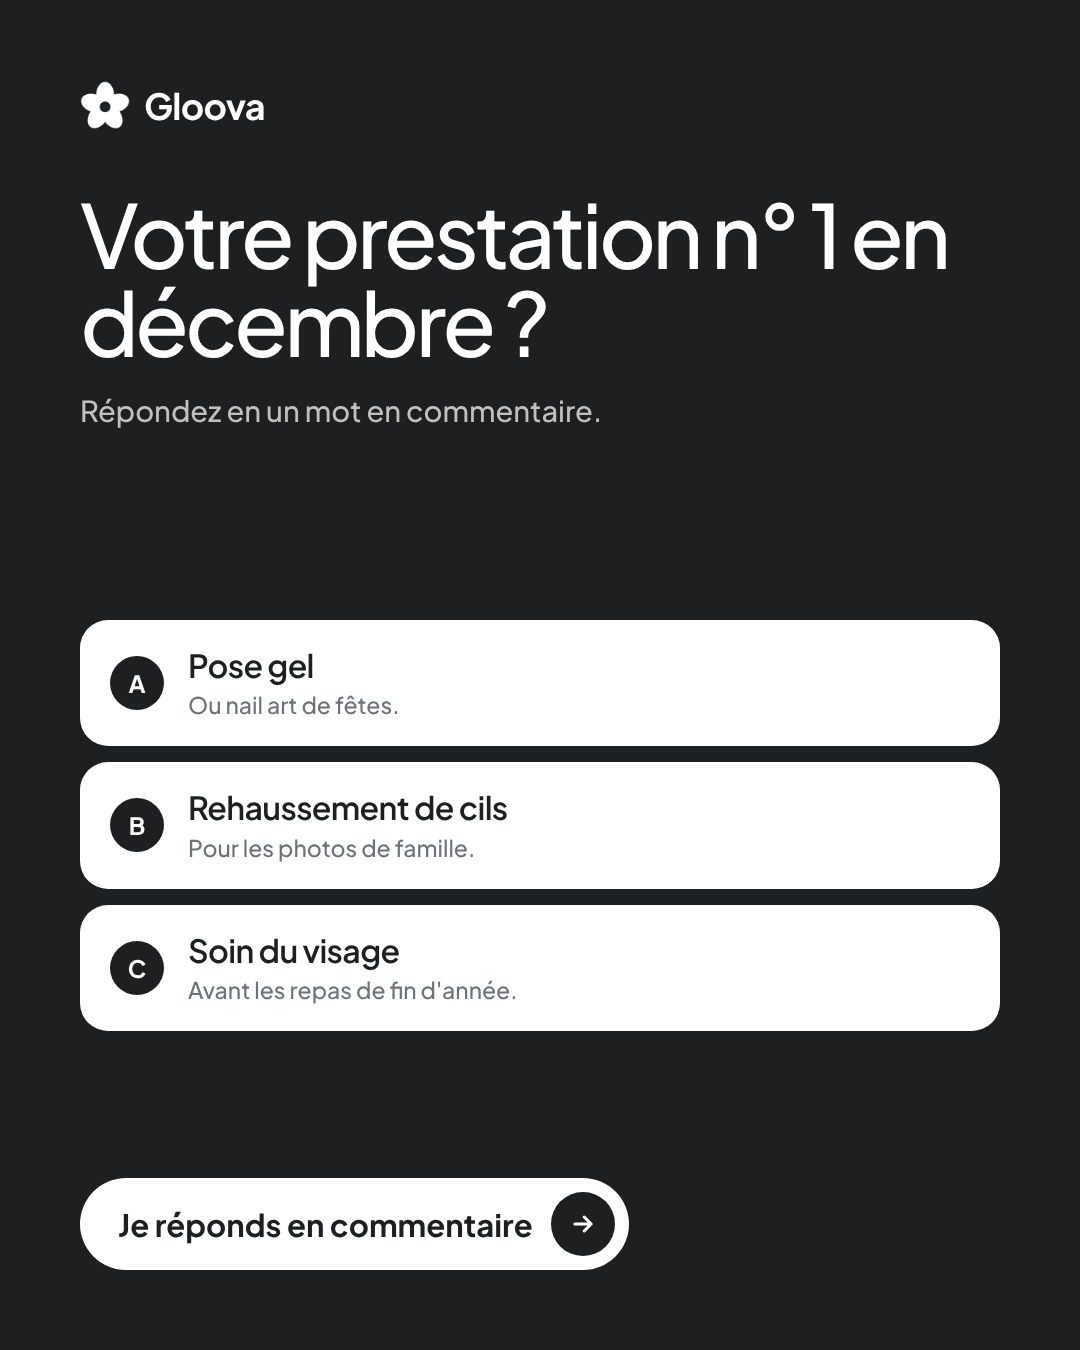 Gloova
Votre prestation n° 1 en
décembre ?
Répondez en un mot en commentaire.
A
Pose gel
Ou nail art de fêtes.
B
Rehaussement de cils
Pour les photos de famille.
C
Soin du visage
Avant les repas de fin d'année.
Je réponds en commentaire